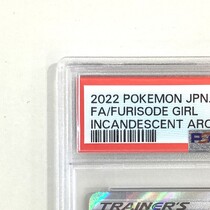 2022 POKEMON JPN.
FA/FURISODE GIRL
INCANDESCENT ARC
TRAINER'S